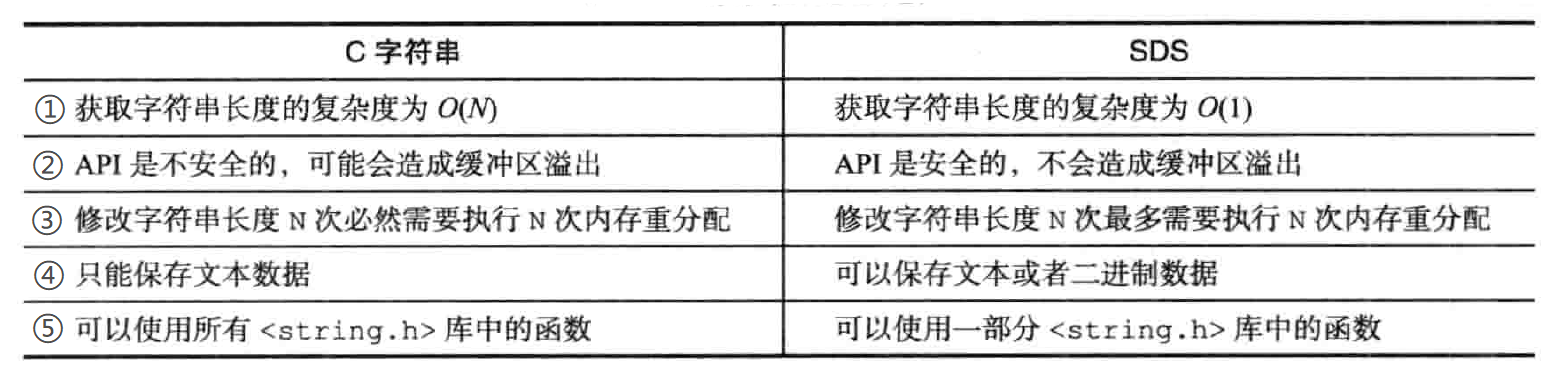 C 字符串 SDS
① 获取字符串长度的复杂度为 O(N) 获取字符串长度的复杂度为 O(1)
② API 是不安全的，可能会造成缓冲区溢出 API 是安全的，不会造成缓冲区溢出
③ 修改字符串长度 N 次必然需要执行 N 次内存重分配 修改字符串长度 N 次最多需要执行 N 次内存重分配
④ 只能保存文本数据 可以保存文本或者二进制数据
⑤ 可以使用所有 <string.h> 库中的函数 可以使用一部分 <string.h> 库中的函数